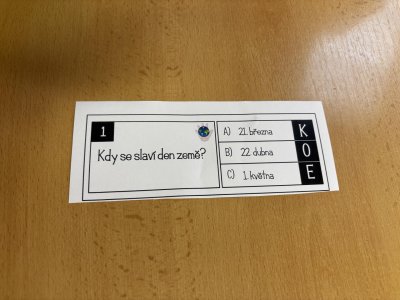 1
Kdy se slaví den země?
A) 21. března K
B) 22. dubna O
C) 1. května E